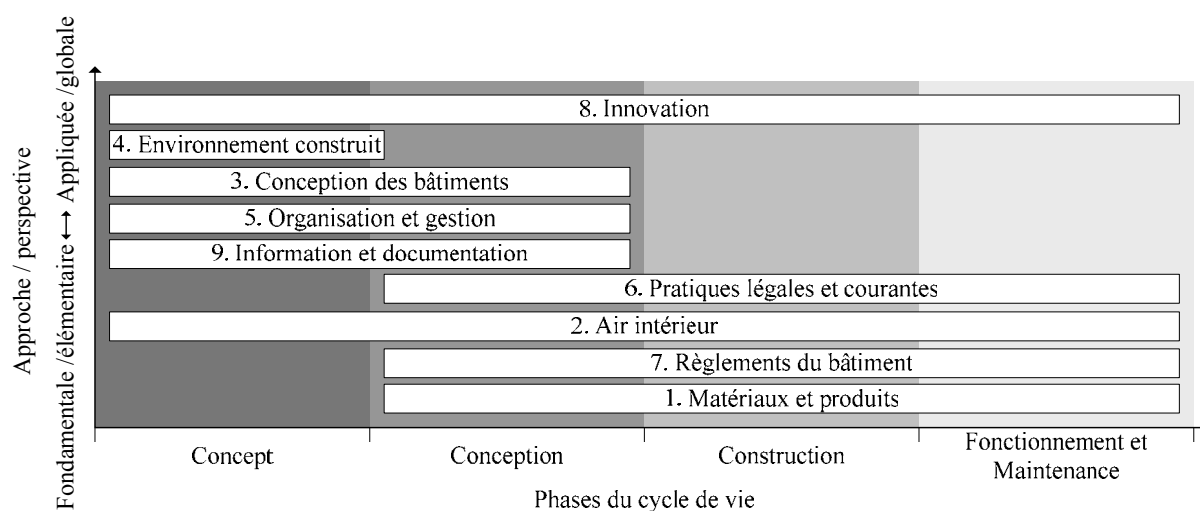 Approche / perspective
Fondamentale /élémentaire ↔ Appliquée /globale
8. Innovation
4. Environnement construit
3. Conception des bâtiments
5. Organisation et gestion
9. Information et documentation
6. Pratiques légales et courantes
2. Air intérieur
7. Règlements du bâtiment
1. Matériaux et produits
Concept
Conception
Construction
Fonctionnement et
Maintenance
Phases du cycle de vie